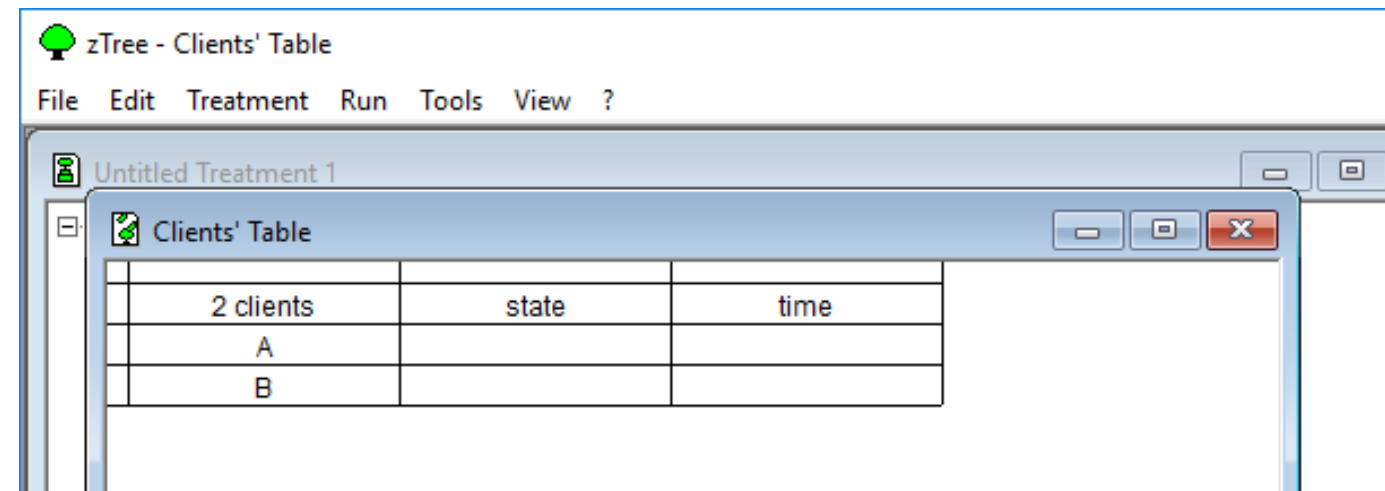 zTree - Clients' Table
File Edit Treatment Run Tools View ?
Untitled Treatment 1
Clients' Table
2 clients state time
A
B